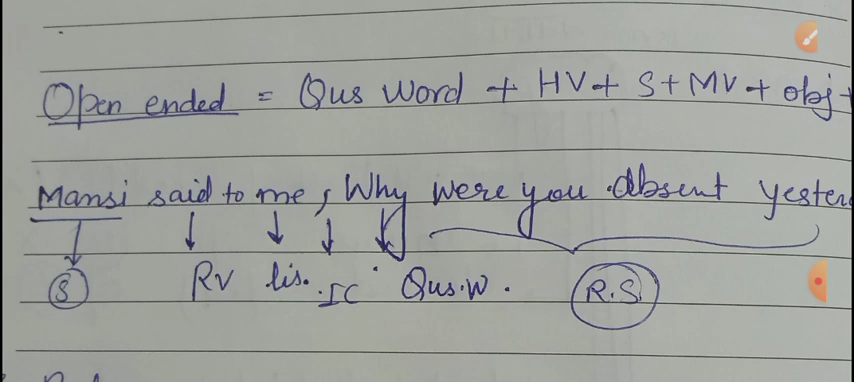 Open ended = Qus Word + HV + S + MV + obj +
Mansi said to me, Why were you absent
S RV lis. IC Qus.W. R.S.